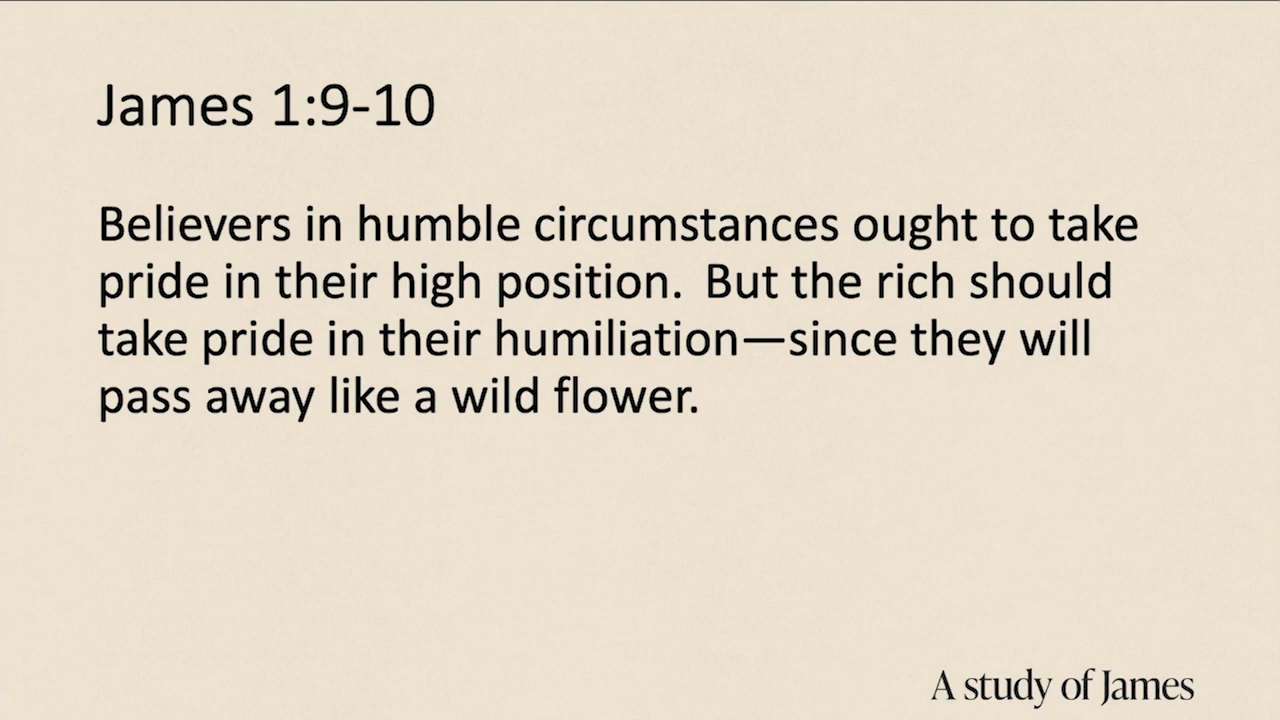 James 1:9-10
Believers in humble circumstances ought to take
pride in their high position.  But the rich should
take pride in their humiliation—since they will
pass away like a wild flower.
A study of James